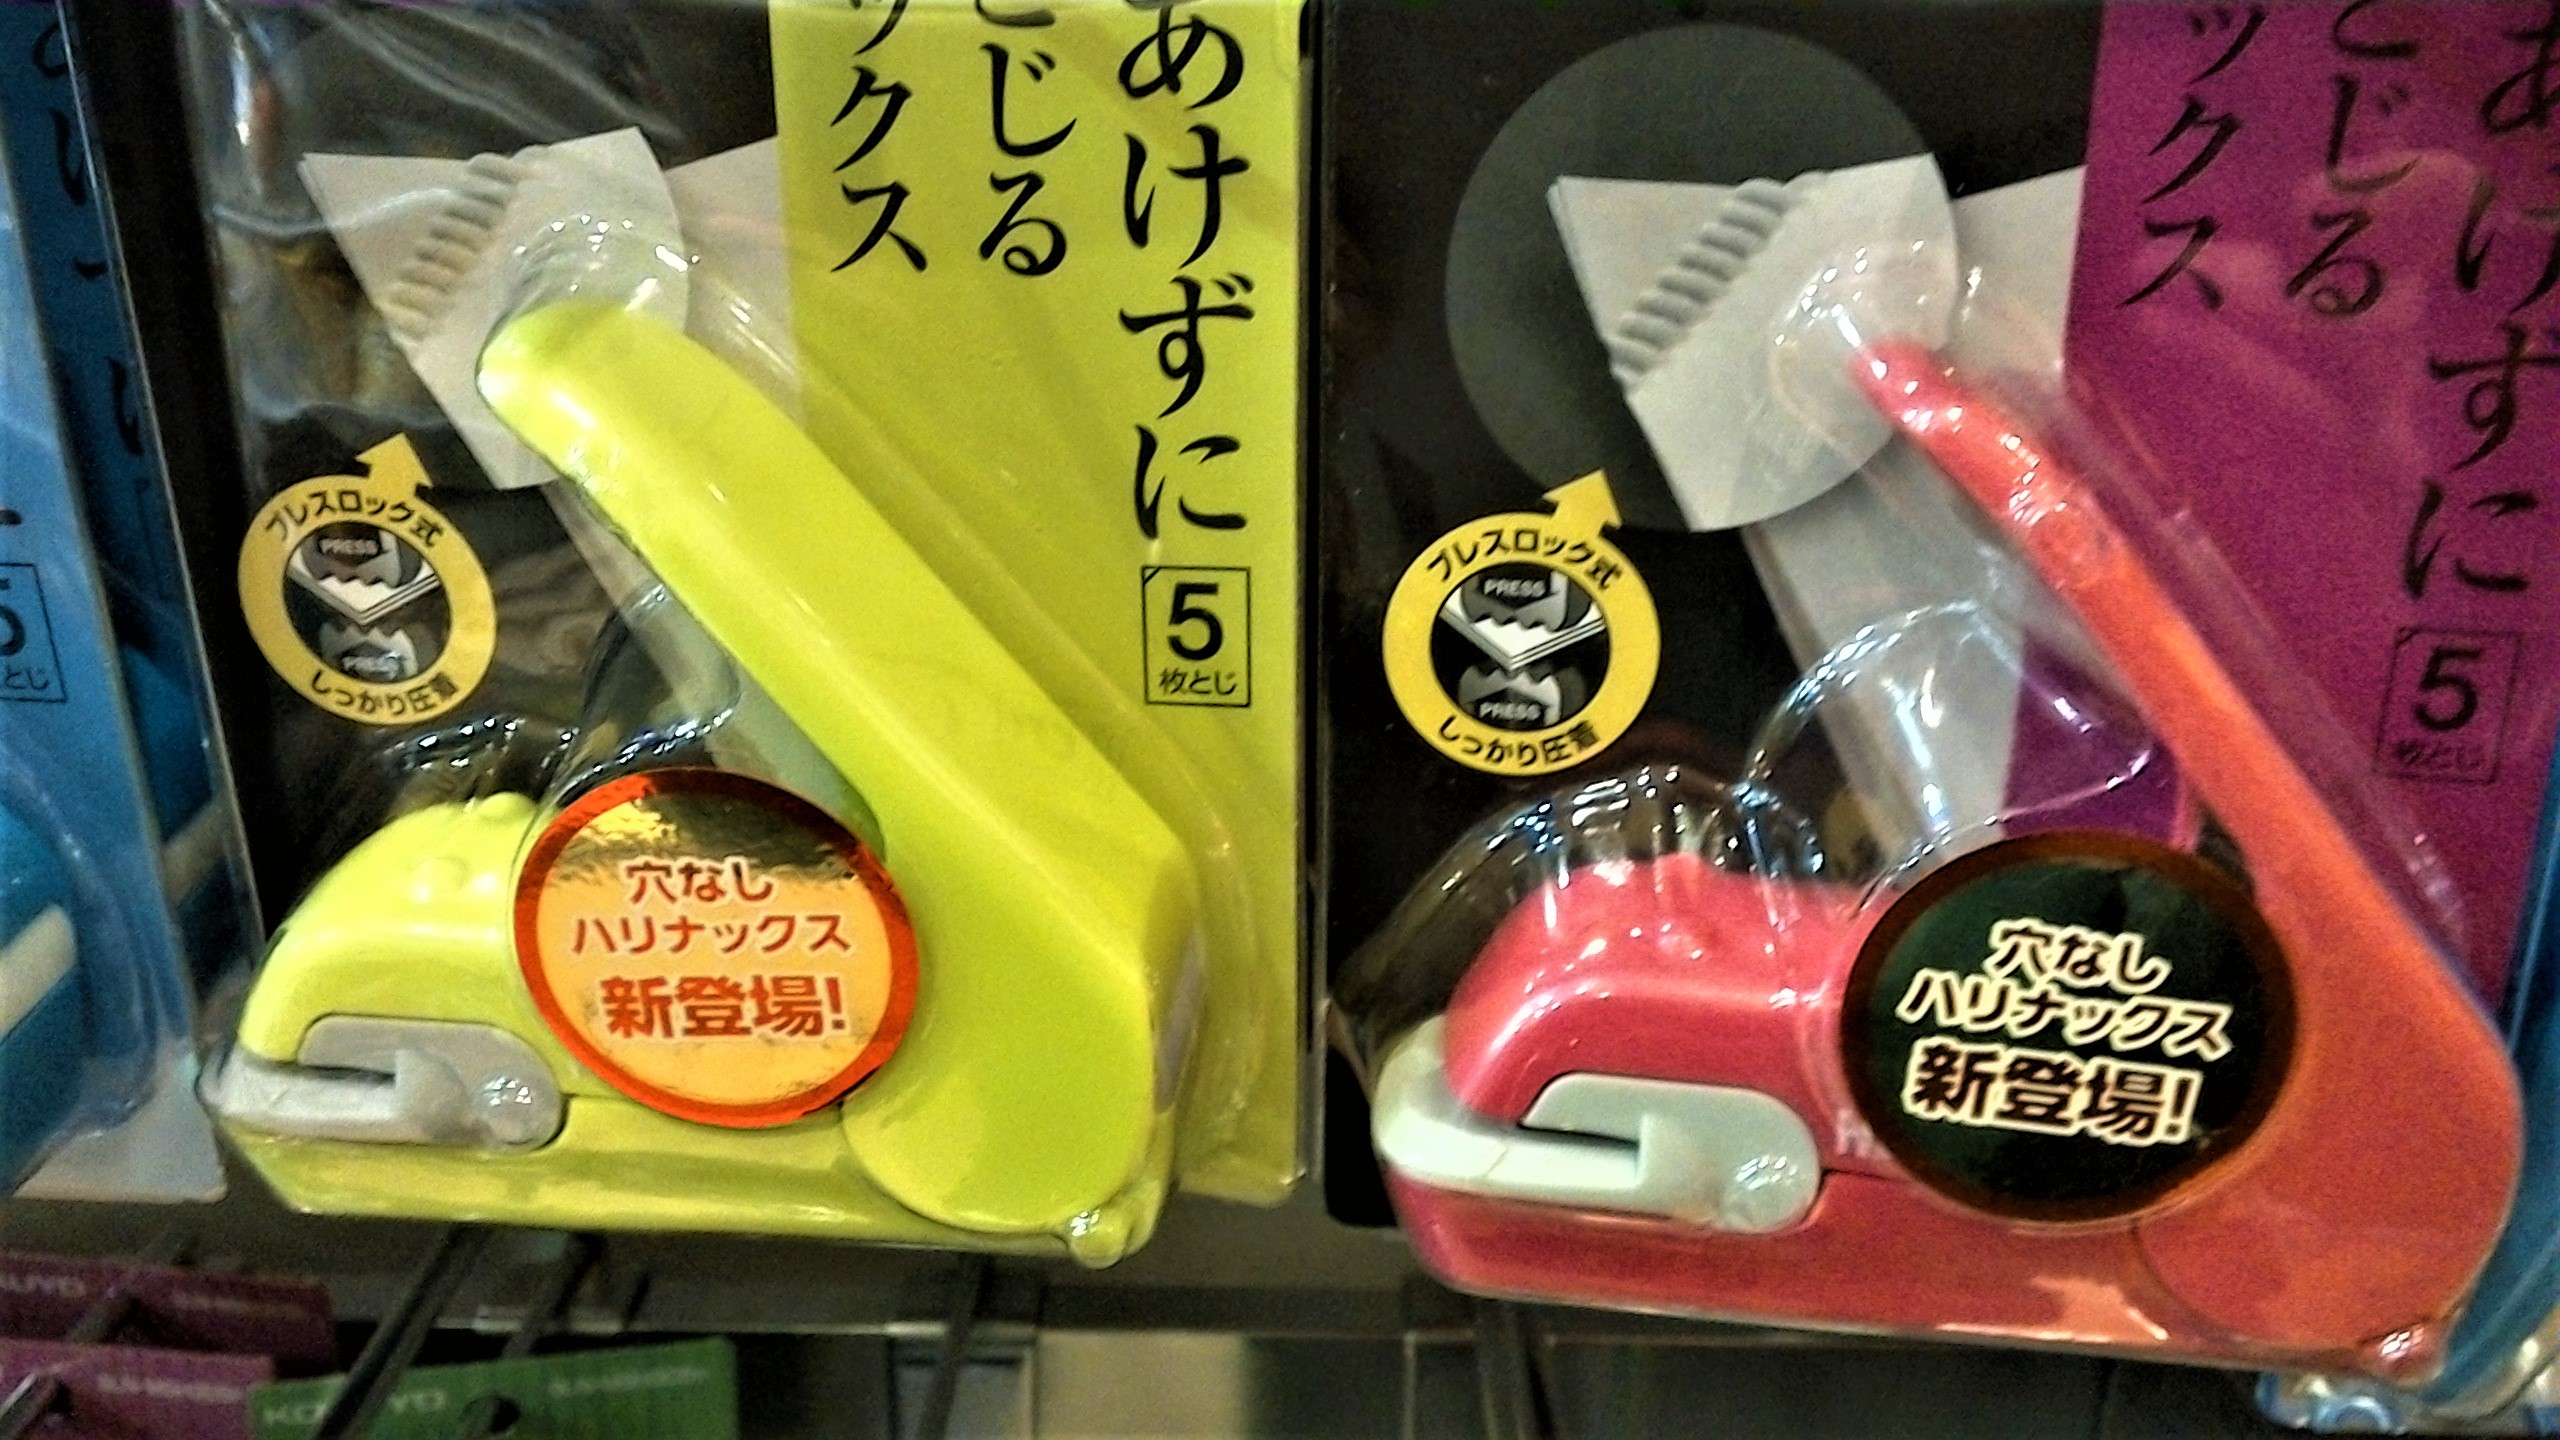 あけずに
とじる
ックス
5
枚とじ
プレスロック式
PRESS
PRESS
しっかり圧着
穴なし
ハリナックス
新登場!
あけずに
とじる
ックス
5
枚とじ
プレスロック式
PRESS
PRESS
しっかり圧着
穴なし
ハリナックス
新登場!
5
とじ
KOKUYO